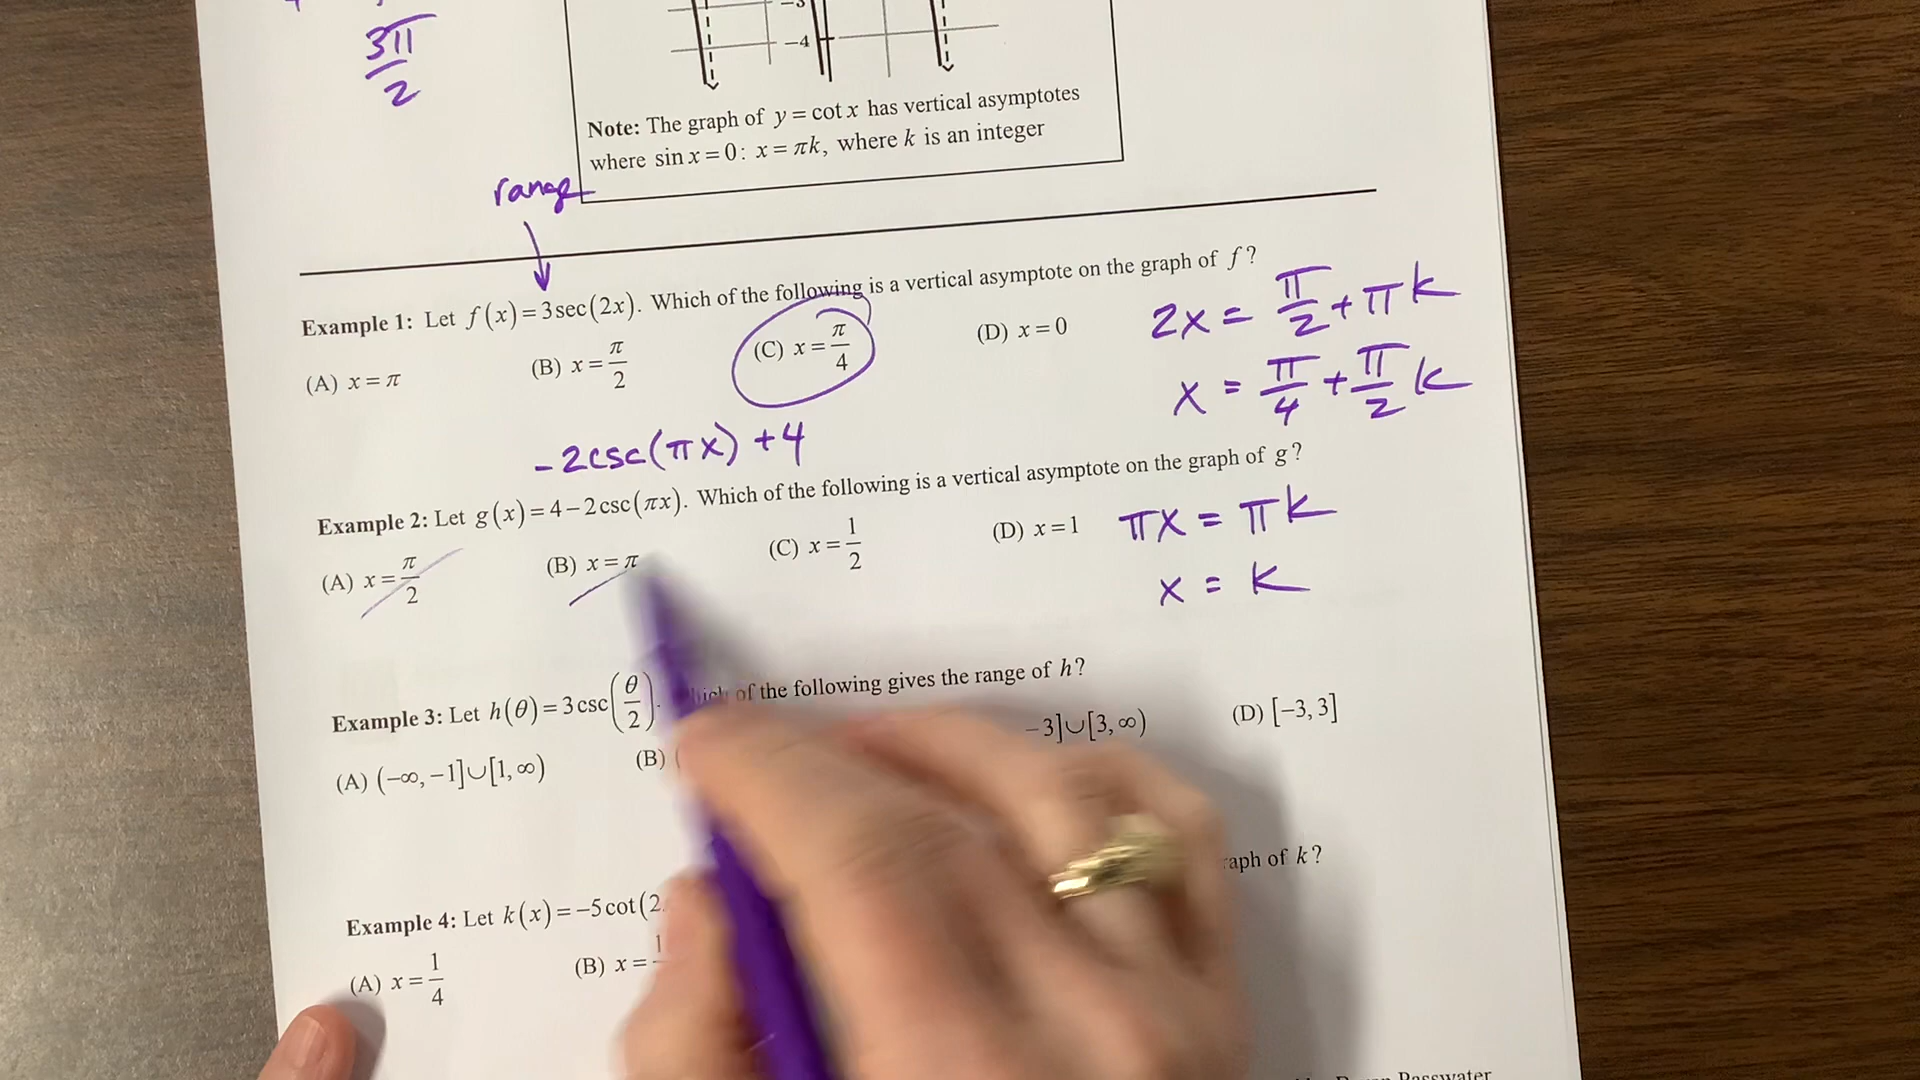 3π
2
-3
-4
Note: The graph of y = cot x has vertical asymptotes
where sin x = 0: x = πk, where k is an integer
range
Example 1: Let f(x) = 3sec(2x). Which of the following is a vertical asymptote on the graph of f?
(A) x = π (B) x = π/2 (C) x = π/4 (D) x = 0
2x = π/2 + πk
x = π/4 + π/2 k
-2csc(πx) + 4
Example 2: Let g(x) = 4 − 2csc(πx). Which of the following is a vertical asymptote on the graph of g?
(A) x = π/2 (B) x = π (C) x = 1/2 (D) x = 1
πx = πk
x = k
Example 3: Let h(θ) = 3csc(θ/2). of the following gives the range of h?
(A) (−∞, −1]∪[1, ∞) (B) ( −3]∪[3, ∞) (D) [−3, 3]
Example 4: Let k(x) = −5cot(2 of k?
(A) x = 1/4 (B) x =
Passwater